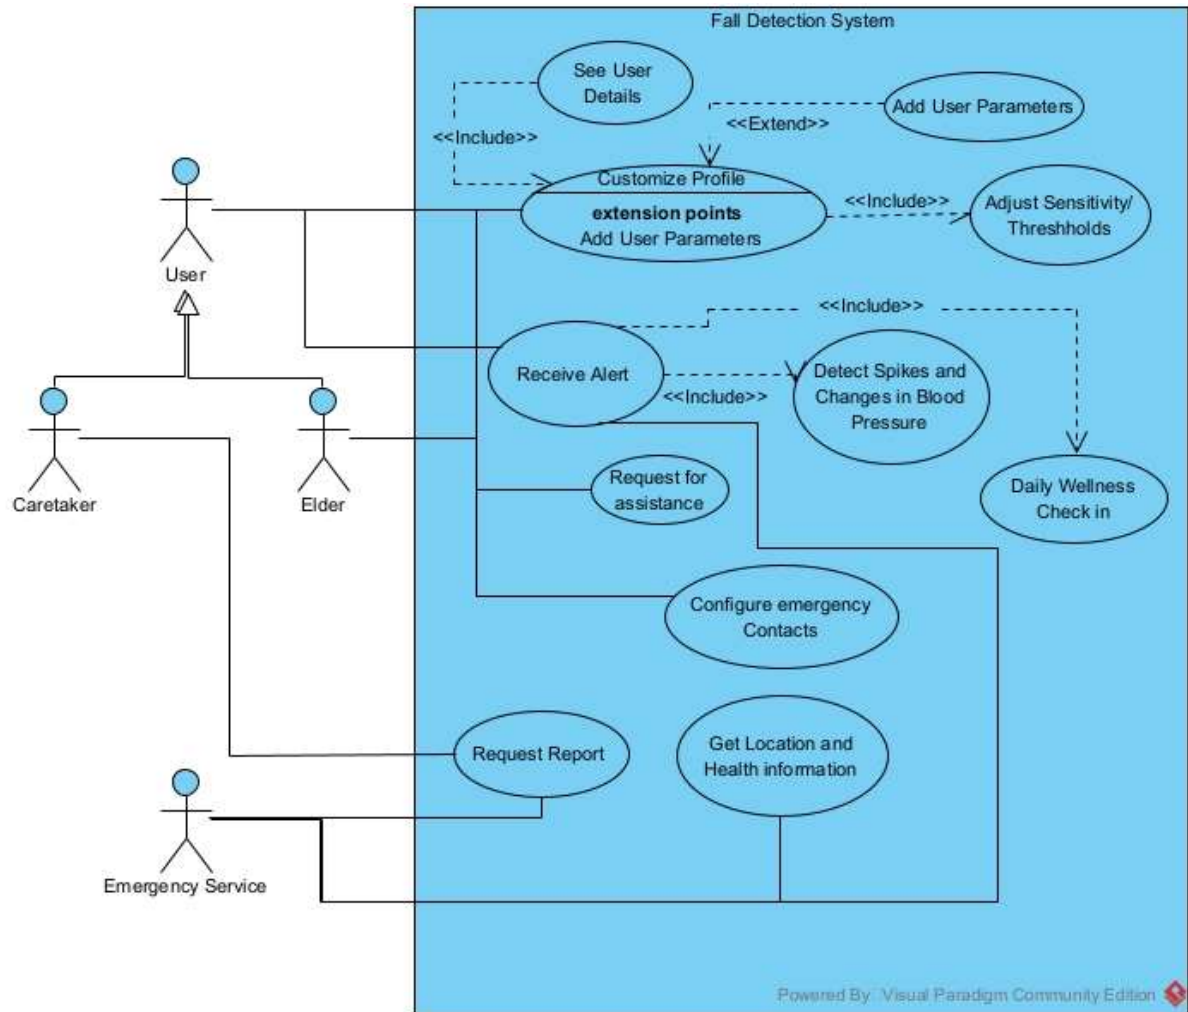 Fall Detection System
See User
Details
Add User Parameters
<<Extend>>
<<Include>>
Customize Profile
extension points
Add User Parameters
<<Include>>
Adjust Sensitivity/
Threshholds
User
<<Include>>
Receive Alert
<<Include>>
Detect Spikes and
Changes in Blood
Pressure
Caretaker
Elder
Request for
assistance
Daily Wellness
Check in
Configure emergency
Contacts
Request Report
Get Location and
Health information
Emergency Service
Powered By: Visual Paradigm Community Edition